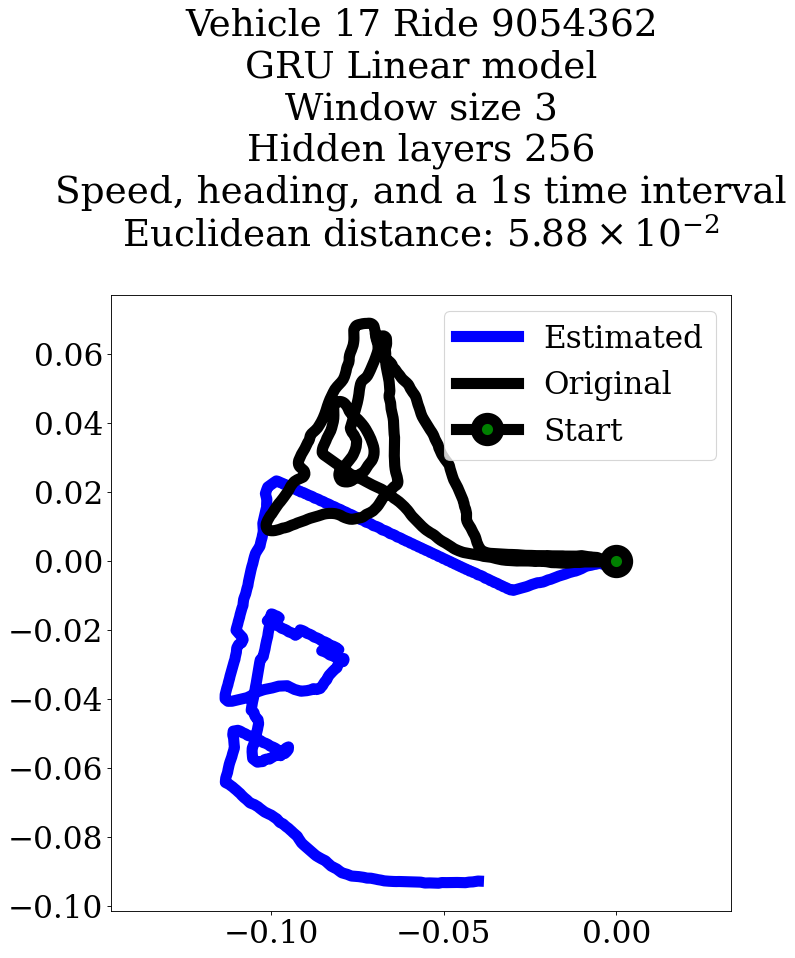 Vehicle 17 Ride 9054362
GRU Linear model
Window size 3
Hidden layers 256
Speed, heading, and a 1s time interval
Euclidean distance: 5.88 × 10⁻²
Estimated
Original
Start
0.06
0.04
0.02
0.00
−0.02
−0.04
−0.06
−0.08
−0.10
−0.10 −0.05 0.00